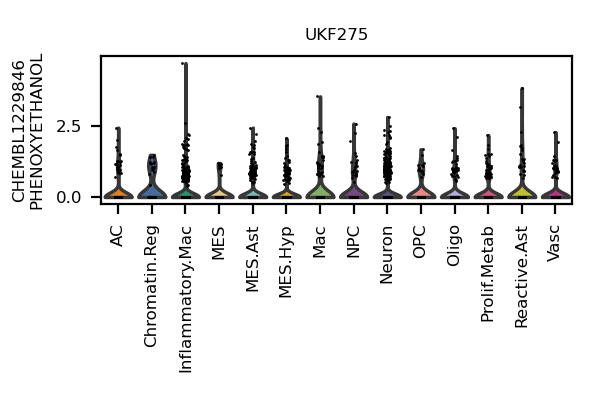 UKF275
CHEMBL1229846
PHENOXYETHANOL
2.5
0.0
AC
Chromatin.Reg
Inflammatory.Mac
MES
MES.Ast
MES.Hyp
Mac
NPC
Neuron
OPC
Oligo
Prolif.Metab
Reactive.Ast
Vasc